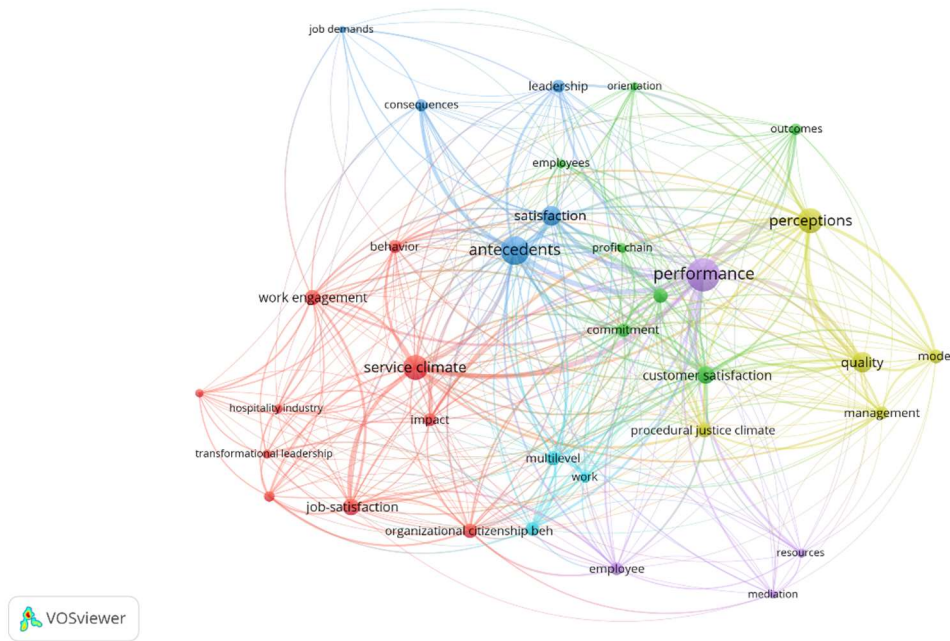 job demands
leadership
orientation
consequences
outcomes
employees
satisfaction
perceptions
behavior
profit chain
antecedents
performance
work engagement
commitment
service climate
mode
quality
customer satisfaction
hospitality industry
management
impact
procedural justice climate
transformational leadership
multilevel
work
job-satisfaction
organizational citizenship beh
resources
employee
mediation
VOSviewer